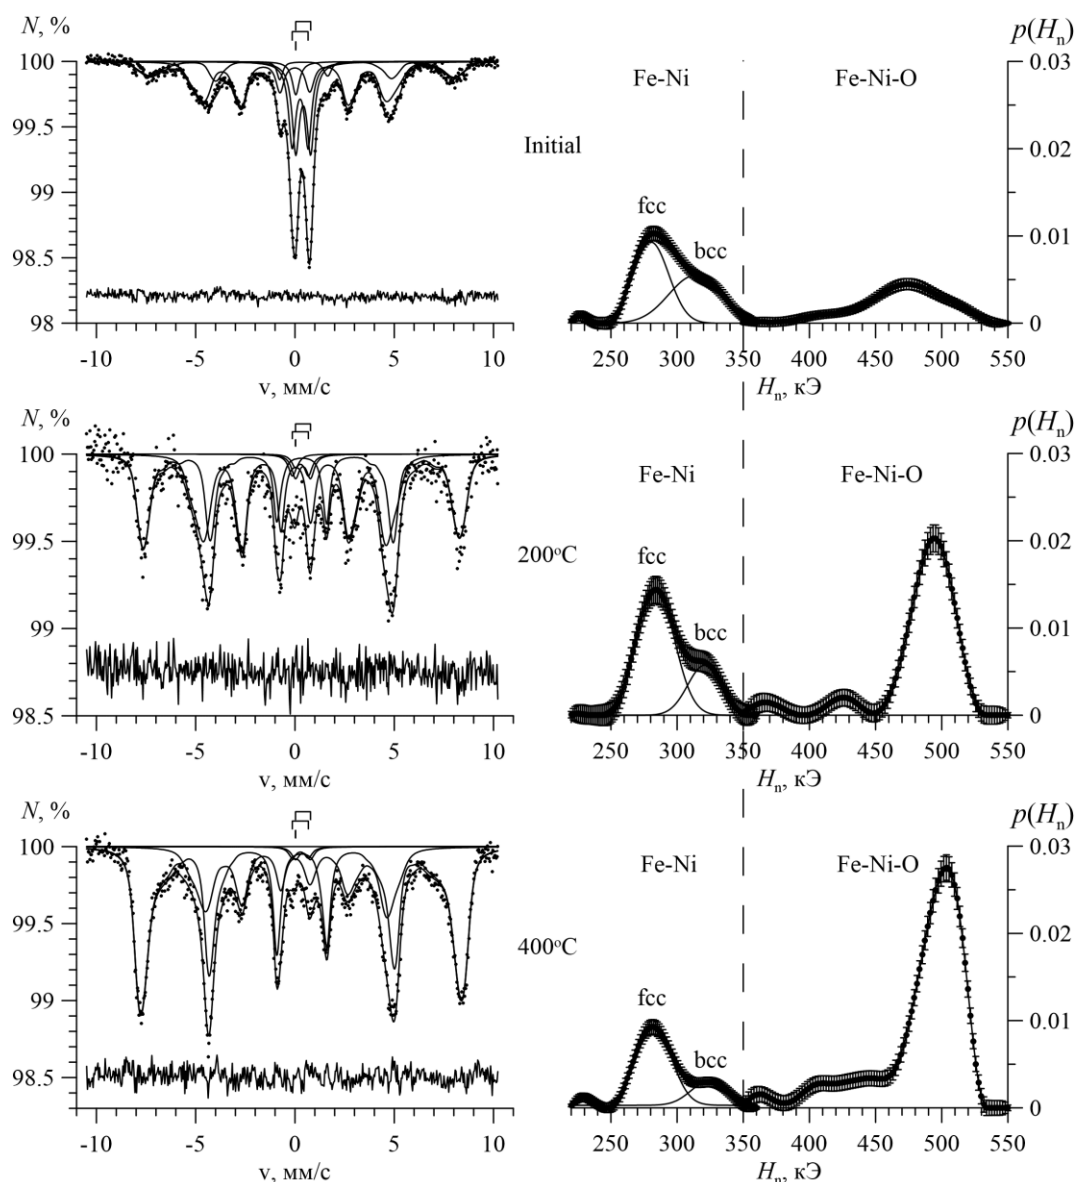 N, %
100
99.5
99
98.5
98
-10 -5 0 5 10
v, мм/с
Initial
p(Hn)
Fe-Ni Fe-Ni-O
fcc
bcc
0.03
0.02
0.01
0
250 300 350 400 450 500 550
Hn, кЭ
N, %
100
99.5
99
98.5
-10 -5 0 5 10
v, мм/с
200°C
p(Hn)
Fe-Ni Fe-Ni-O
fcc
bcc
0.03
0.02
0.01
0
250 300 350 400 450 500 550
Hn, кЭ
N, %
100
99.5
99
98.5
-10 -5 0 5 10
v, мм/с
400°C
p(Hn)
Fe-Ni Fe-Ni-O
fcc
bcc
0.03
0.02
0.01
0
250 300 350 400 450 500 550
Hn, кЭ